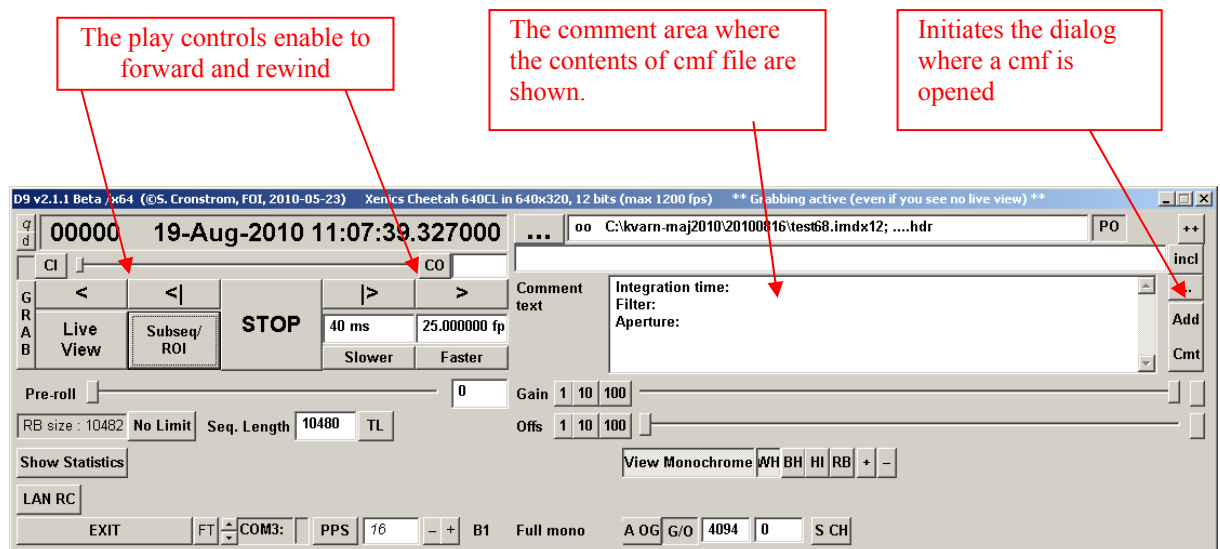 The play controls enable to
forward and rewind
The comment area where
the contents of cmf file are
shown.
Initiates the dialog
where a cmf is
opened
D9 v2.1.1 Beta /x64 (©S. Cronstrom, FOI, 2010-05-23) Xenics Cheetah 640CL in 640x320, 12 bits (max 1200 fps) ** Grabbing active (even if you see no live view) **
q
d
00000 19-Aug-2010 11:07:39.327000
... oo C:\kvarn-maj2010\20100816\test68.imdx12; ....hdr PO ++
CI CO
incl
GRAB
< <| STOP |> >
Live
View
Subseq/
ROI
40 ms 25.000000 fp
Slower Faster
Comment
text
Integration time:
Filter:
Aperture:
..
Add
Cmt
Pre-roll 0
Gain 1 10 100
RB size : 10482 No Limit Seq. Length 10480 TL
Offs 1 10 100
Show Statistics
View Monochrome WH BH HI RB + -
LAN RC
EXIT FT COM3: PPS 16 - + B1 Full mono A OG G/O 4094 0 S CH